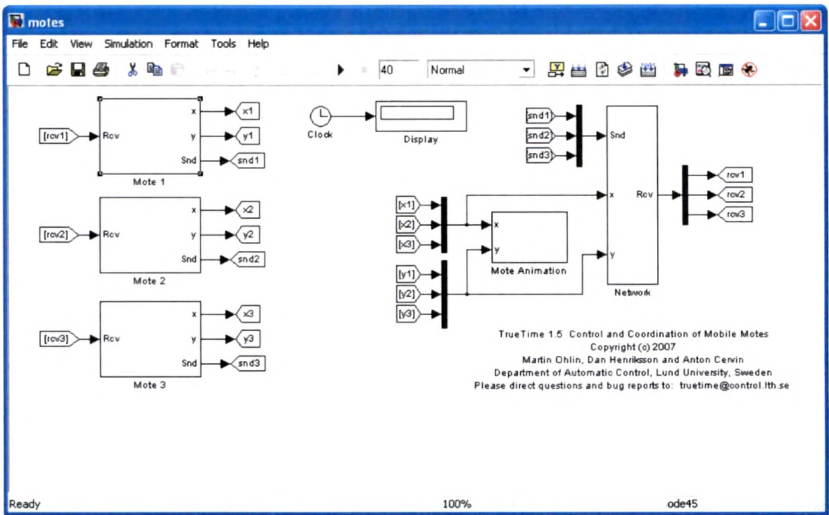 motes
File Edit View Simulation Format Tools Help
40 Normal
[rcv1] Rcv x y Snd x1 y1 snd1
Mote 1
[rcv2] Rcv x y Snd x2 y2 snd2
Mote 2
[rcv3] Rcv x y Snd x3 y3 snd3
Mote 3
Clock
Display
[snd1]
[snd2]
[snd3]
[x1]
[x2]
[x3]
[y1]
[y2]
[y3]
x
y
Mote Animation
Snd
x
y
Rcv
Network
rcv1
rcv2
rcv3
TrueTime 1.5 Control and Coordination of Mobile Motes
Copyright (c) 2007
Martin Ohlin, Dan Henriksson and Anton Cervin
Department of Automatic Control, Lund University, Sweden
Please direct questions and bug reports to: truetime@control.lth.se
Ready 100% ode45